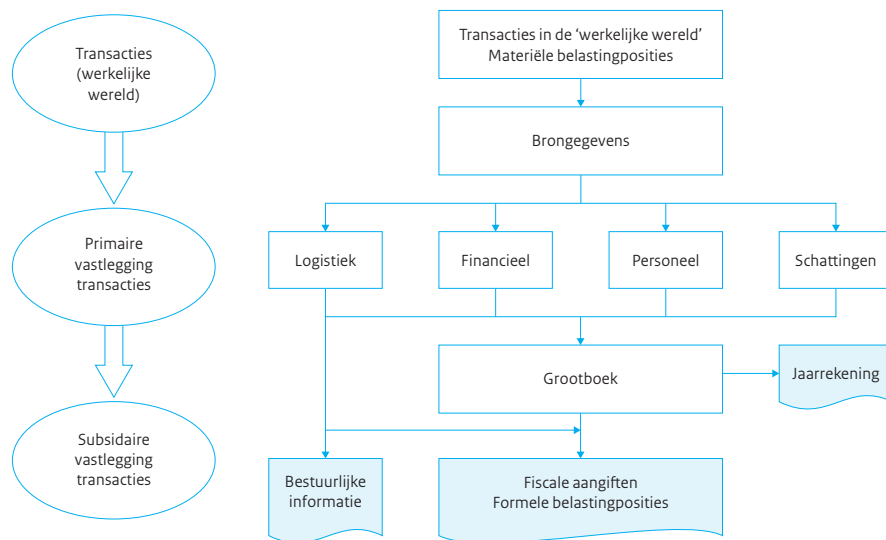 Transacties
(werkelijke
wereld)
Primaire
vastlegging
transacties
Subsidaire
vastlegging
transacties
Transacties in de ‘werkelijke wereld’
Materiële belastingposities
Brongegevens
Logistiek
Financieel
Personeel
Schattingen
Grootboek
Jaarrekening
Bestuurlijke
informatie
Fiscale aangiften
Formele belastingposities